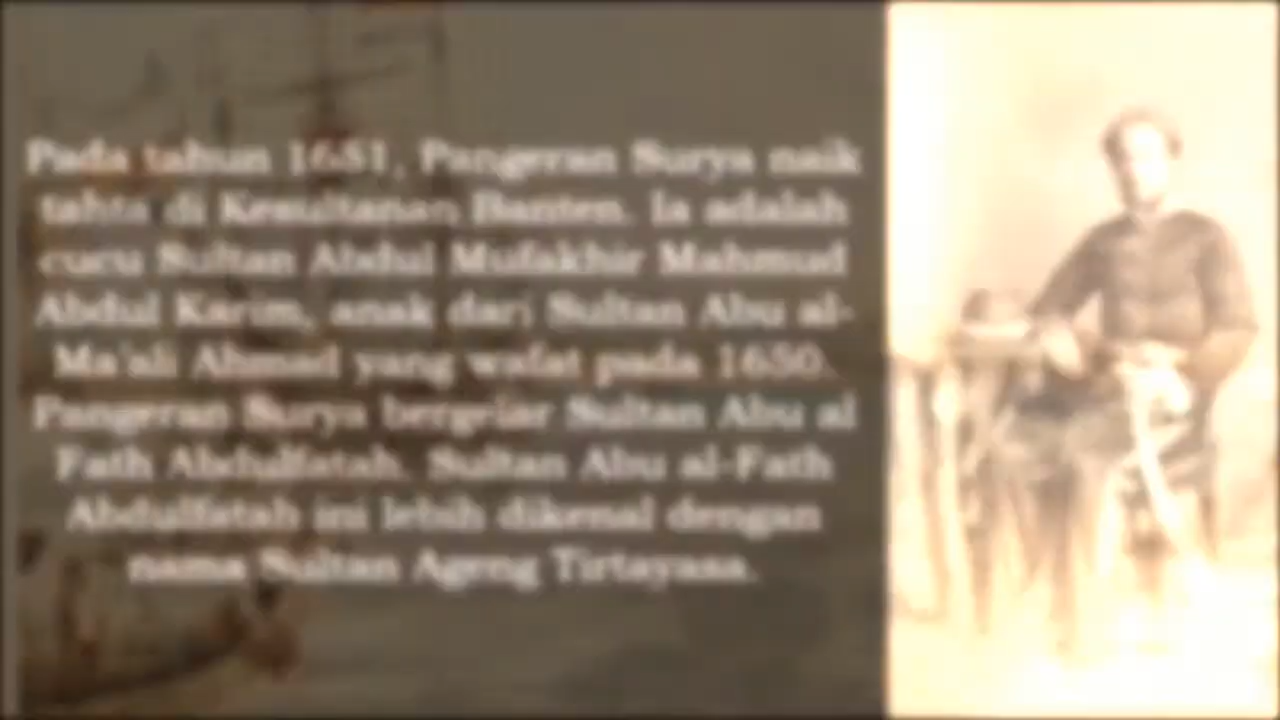 Pada tahun 1651, Pangeran Surya naik
tahta di Kesultanan Banten. Ia adalah
cucu Sultan Abdul Mufakhir Mahmud
Abdul Karim, anak dari Sultan Abu al-
Ma'ali Ahmad yang wafat pada 1650.
Pangeran Surya bergelar Sultan Abu al
Fath Abdulfatah. Sultan Abu al-Fath
Abdulfatah ini lebih dikenal dengan
nama Sultan Ageng Tirtayasa.